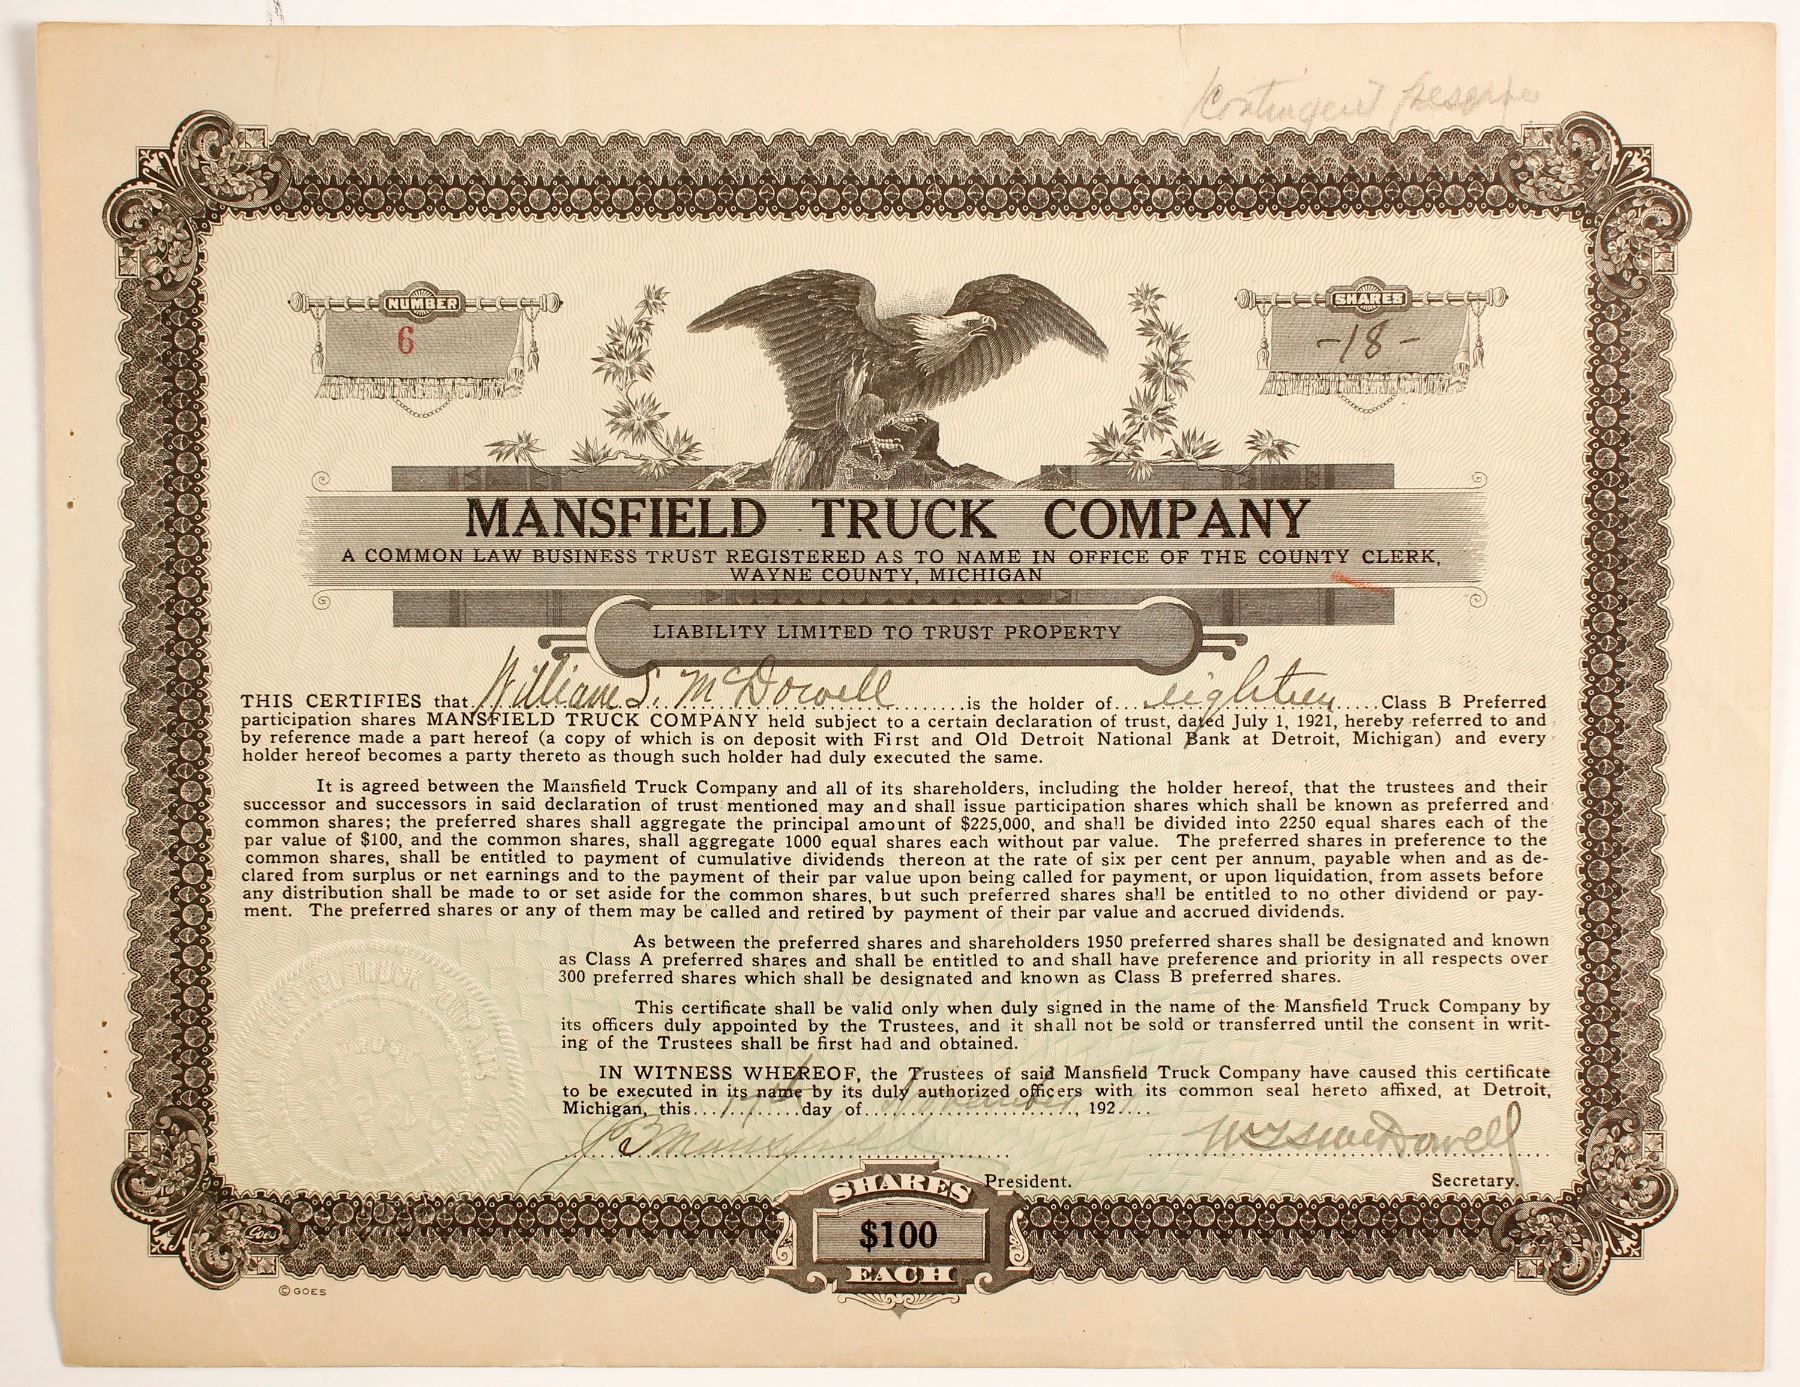 Contingent Reserve
NUMBER
6
SHARES
-18-
MANSFIELD TRUCK COMPANY
A COMMON LAW BUSINESS TRUST REGISTERED AS TO NAME IN OFFICE OF THE COUNTY CLERK,
WAYNE COUNTY, MICHIGAN
LIABILITY LIMITED TO TRUST PROPERTY
THIS CERTIFIES that William S. McDowell is the holder of eighteen Class B Preferred
participation shares MANSFIELD TRUCK COMPANY held subject to a certain declaration of trust, dated July 1, 1921, hereby referred to and
by reference made a part hereof (a copy of which is on deposit with First and Old Detroit National Bank at Detroit, Michigan) and every
holder hereof becomes a party thereto as though such holder had duly executed the same.
It is agreed between the Mansfield Truck Company and all of its shareholders, including the holder hereof, that the trustees and their
successor and successors in said declaration of trust mentioned may and shall issue participation shares which shall be known as preferred and
common shares; the preferred shares shall aggregate the principal amount of $225,000, and shall be divided into 2250 equal shares each of the
par value of $100, and the common shares, shall aggregate 1000 equal shares each without par value. The preferred shares in preference to the
common shares, shall be entitled to payment of cumulative dividends thereon at the rate of six per cent per annum, payable when and as de-
clared from surplus or net earnings and to the payment of their par value upon being called for payment, or upon liquidation, from assets before
any distribution shall be made to or set aside for the common shares, but such preferred shares shall be entitled to no other dividend or pay-
ment. The preferred shares or any of them may be called and retired by payment of their par value and accrued dividends.
As between the preferred shares and shareholders 1950 preferred shares shall be designated and known
as Class A preferred shares and shall be entitled to and shall have preference and priority in all respects over
300 preferred shares which shall be designated and known as Class B preferred shares.
This certificate shall be valid only when duly signed in the name of the Mansfield Truck Company by
its officers duly appointed by the Trustees, and it shall not be sold or transferred until the consent in writ-
ing of the Trustees shall be first had and obtained.
IN WITNESS WHEREOF, the Trustees of said Mansfield Truck Company have caused this certificate
to be executed in its name by its duly authorized officers with its common seal hereto affixed, at Detroit,
Michigan, this day of November, 192
J B Mansfield
W S McDowell
President.
Secretary.
SHARES
$100
EACH
Goes
© GOES